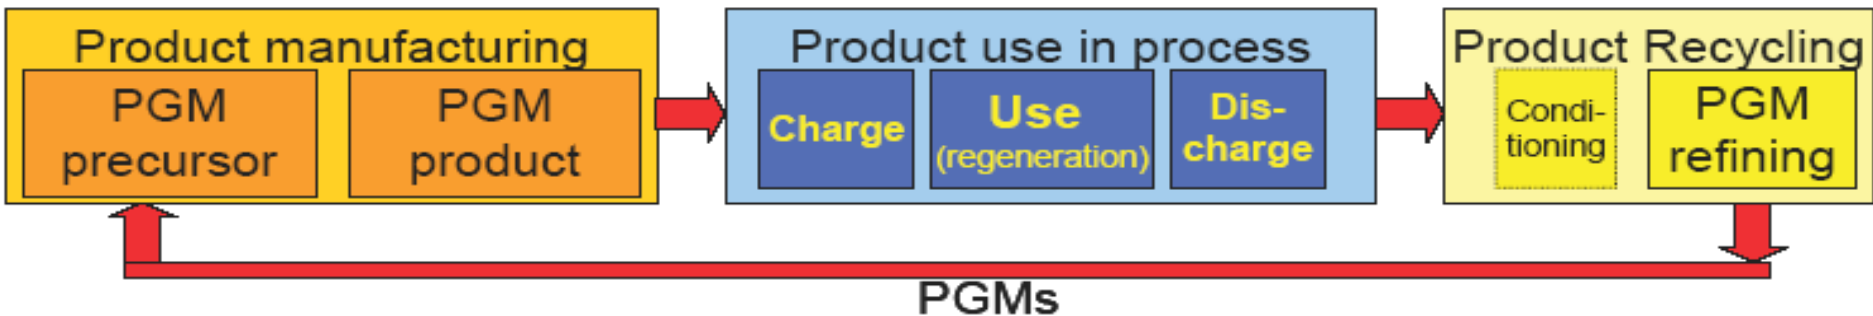 Product manufacturing
PGM
precursor
PGM
product
Product use in process
Charge
Use
(regeneration)
Dis-
charge
Product Recycling
Condi-
tioning
PGM
refining
PGMs